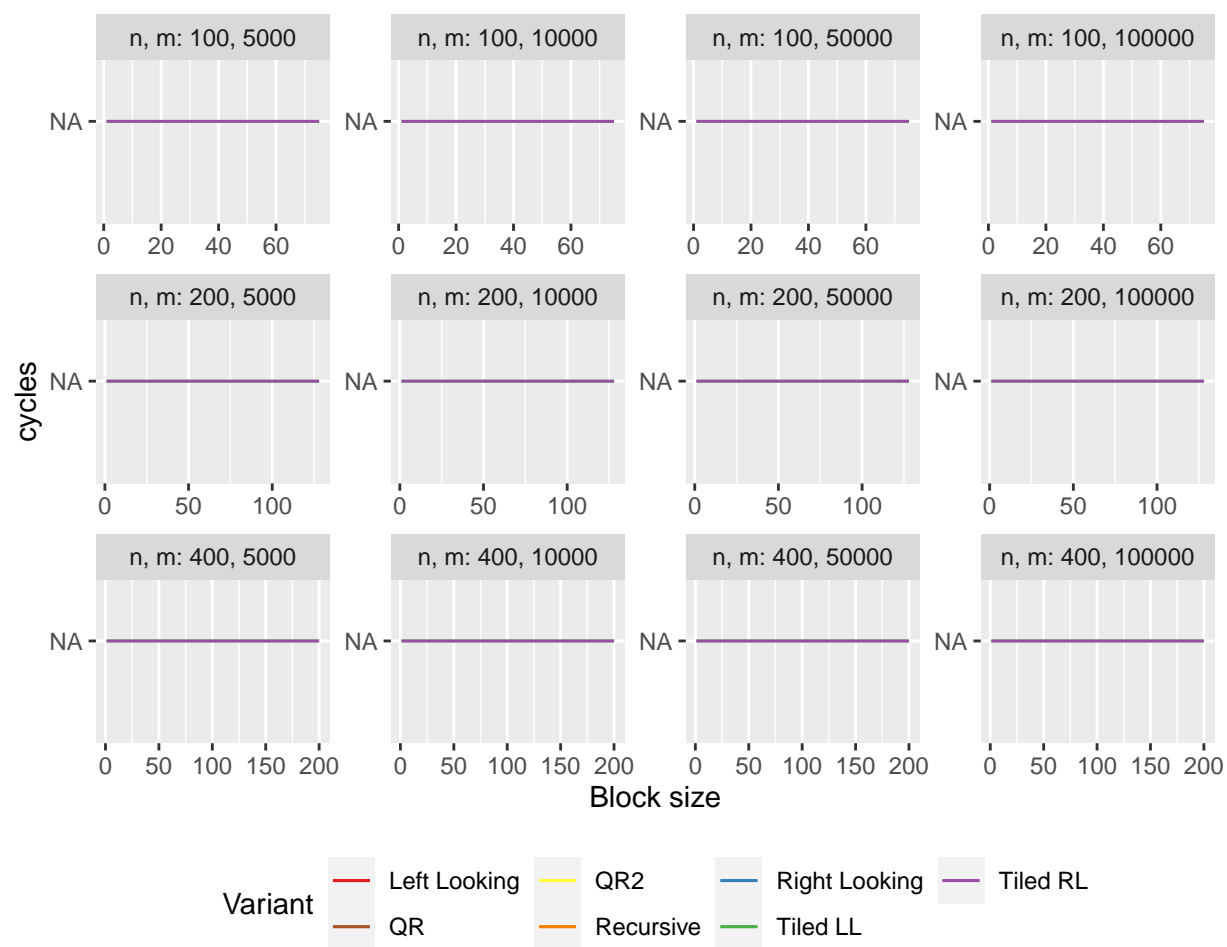 n, m: 100, 5000 n, m: 100, 10000 n, m: 100, 50000 n, m: 100, 100000
NA NA NA NA
0 20 40 60 0 20 40 60 0 20 40 60 0 20 40 60
n, m: 200, 5000 n, m: 200, 10000 n, m: 200, 50000 n, m: 200, 100000
NA NA NA NA
0 50 100 0 50 100 0 50 100 0 50 100
n, m: 400, 5000 n, m: 400, 10000 n, m: 400, 50000 n, m: 400, 100000
NA NA NA NA
0 50 100 150 200 0 50 100 150 200 0 50 100 150 200 0 50 100 150 200
cycles
Block size
Variant
Left Looking QR2 Right Looking Tiled RL
QR Recursive Tiled LL